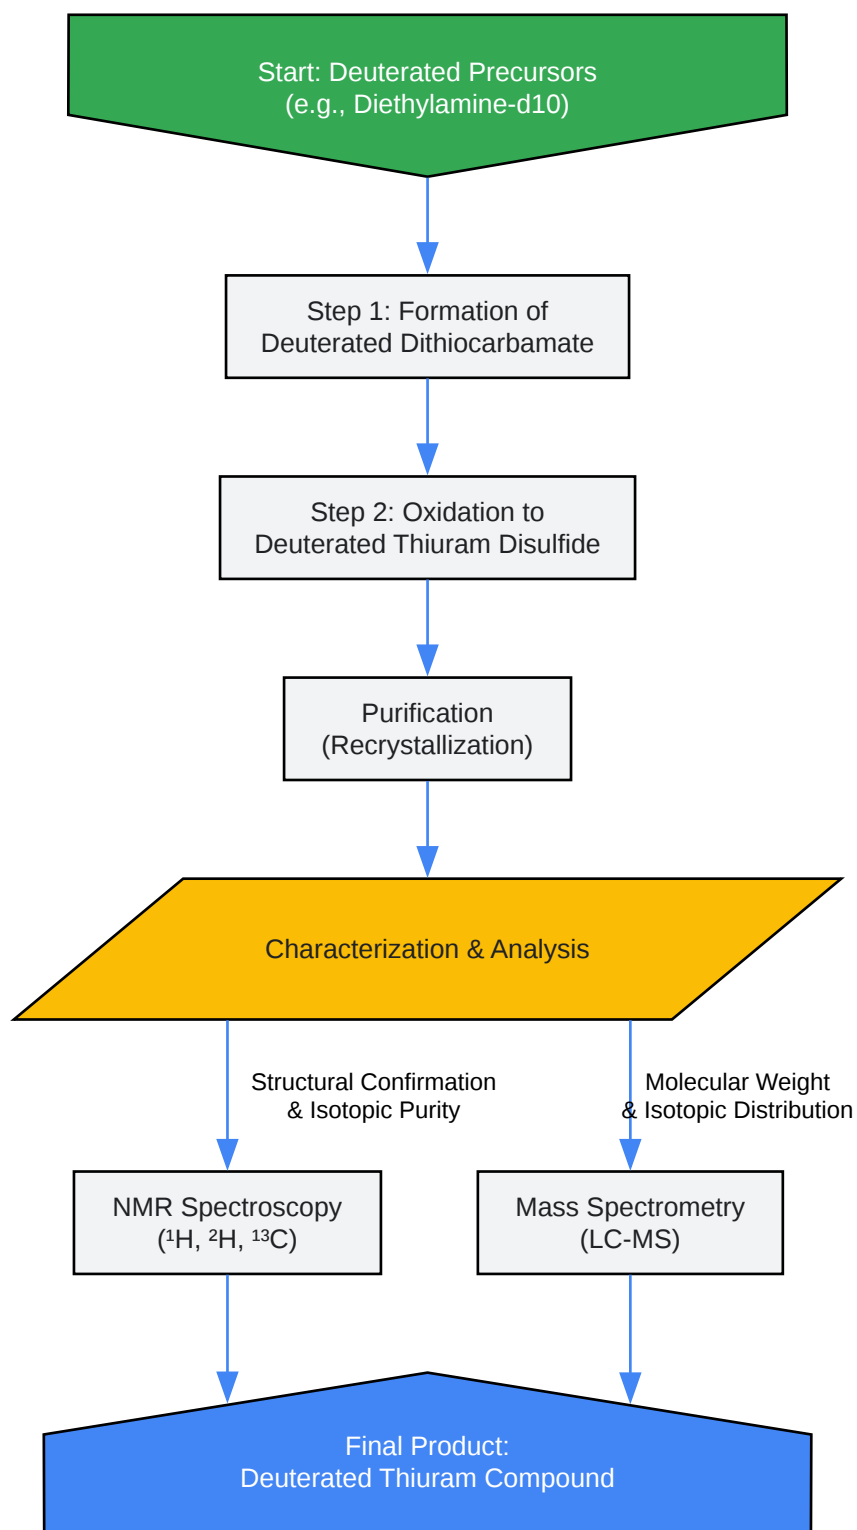 Start: Deuterated Precursors
(e.g., Diethylamine-d10)
Step 1: Formation of
Deuterated Dithiocarbamate
Step 2: Oxidation to
Deuterated Thiuram Disulfide
Purification
(Recrystallization)
Characterization & Analysis
Structural Confirmation
& Isotopic Purity
Molecular Weight
& Isotopic Distribution
NMR Spectroscopy
(¹H, ²H, ¹³C)
Mass Spectrometry
(LC-MS)
Final Product:
Deuterated Thiuram Compound